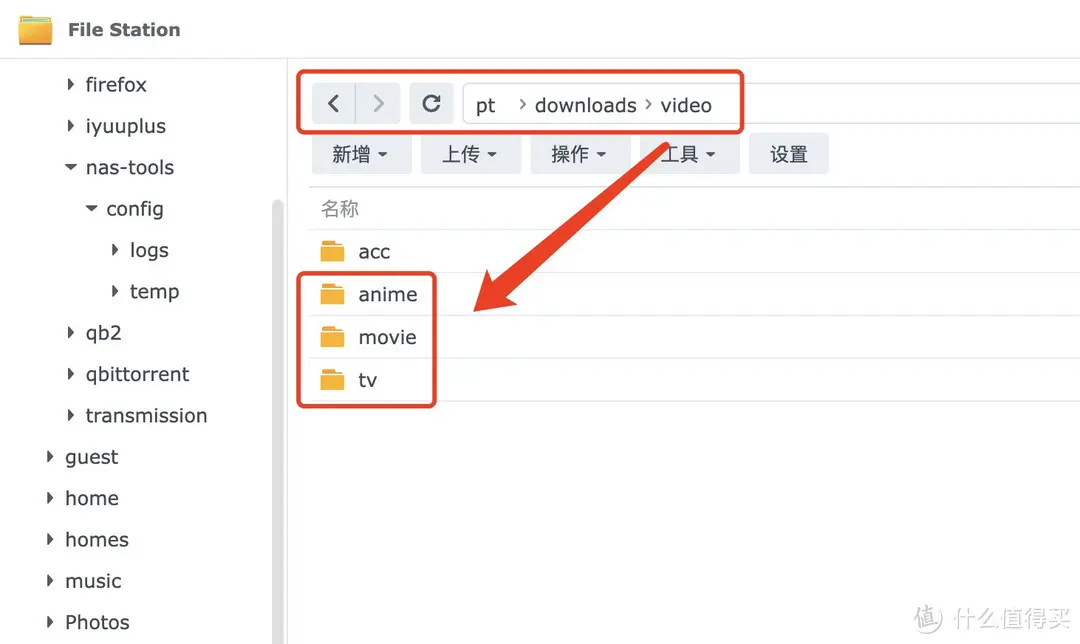 File Station
firefox
iyuuplus
nas-tools
config
logs
temp
qb2
qbittorrent
transmission
guest
home
homes
music
Photos
pt > downloads > video
新增 上传 操作 工具 设置
名称
acc
anime
movie
tv
值 什么值得买